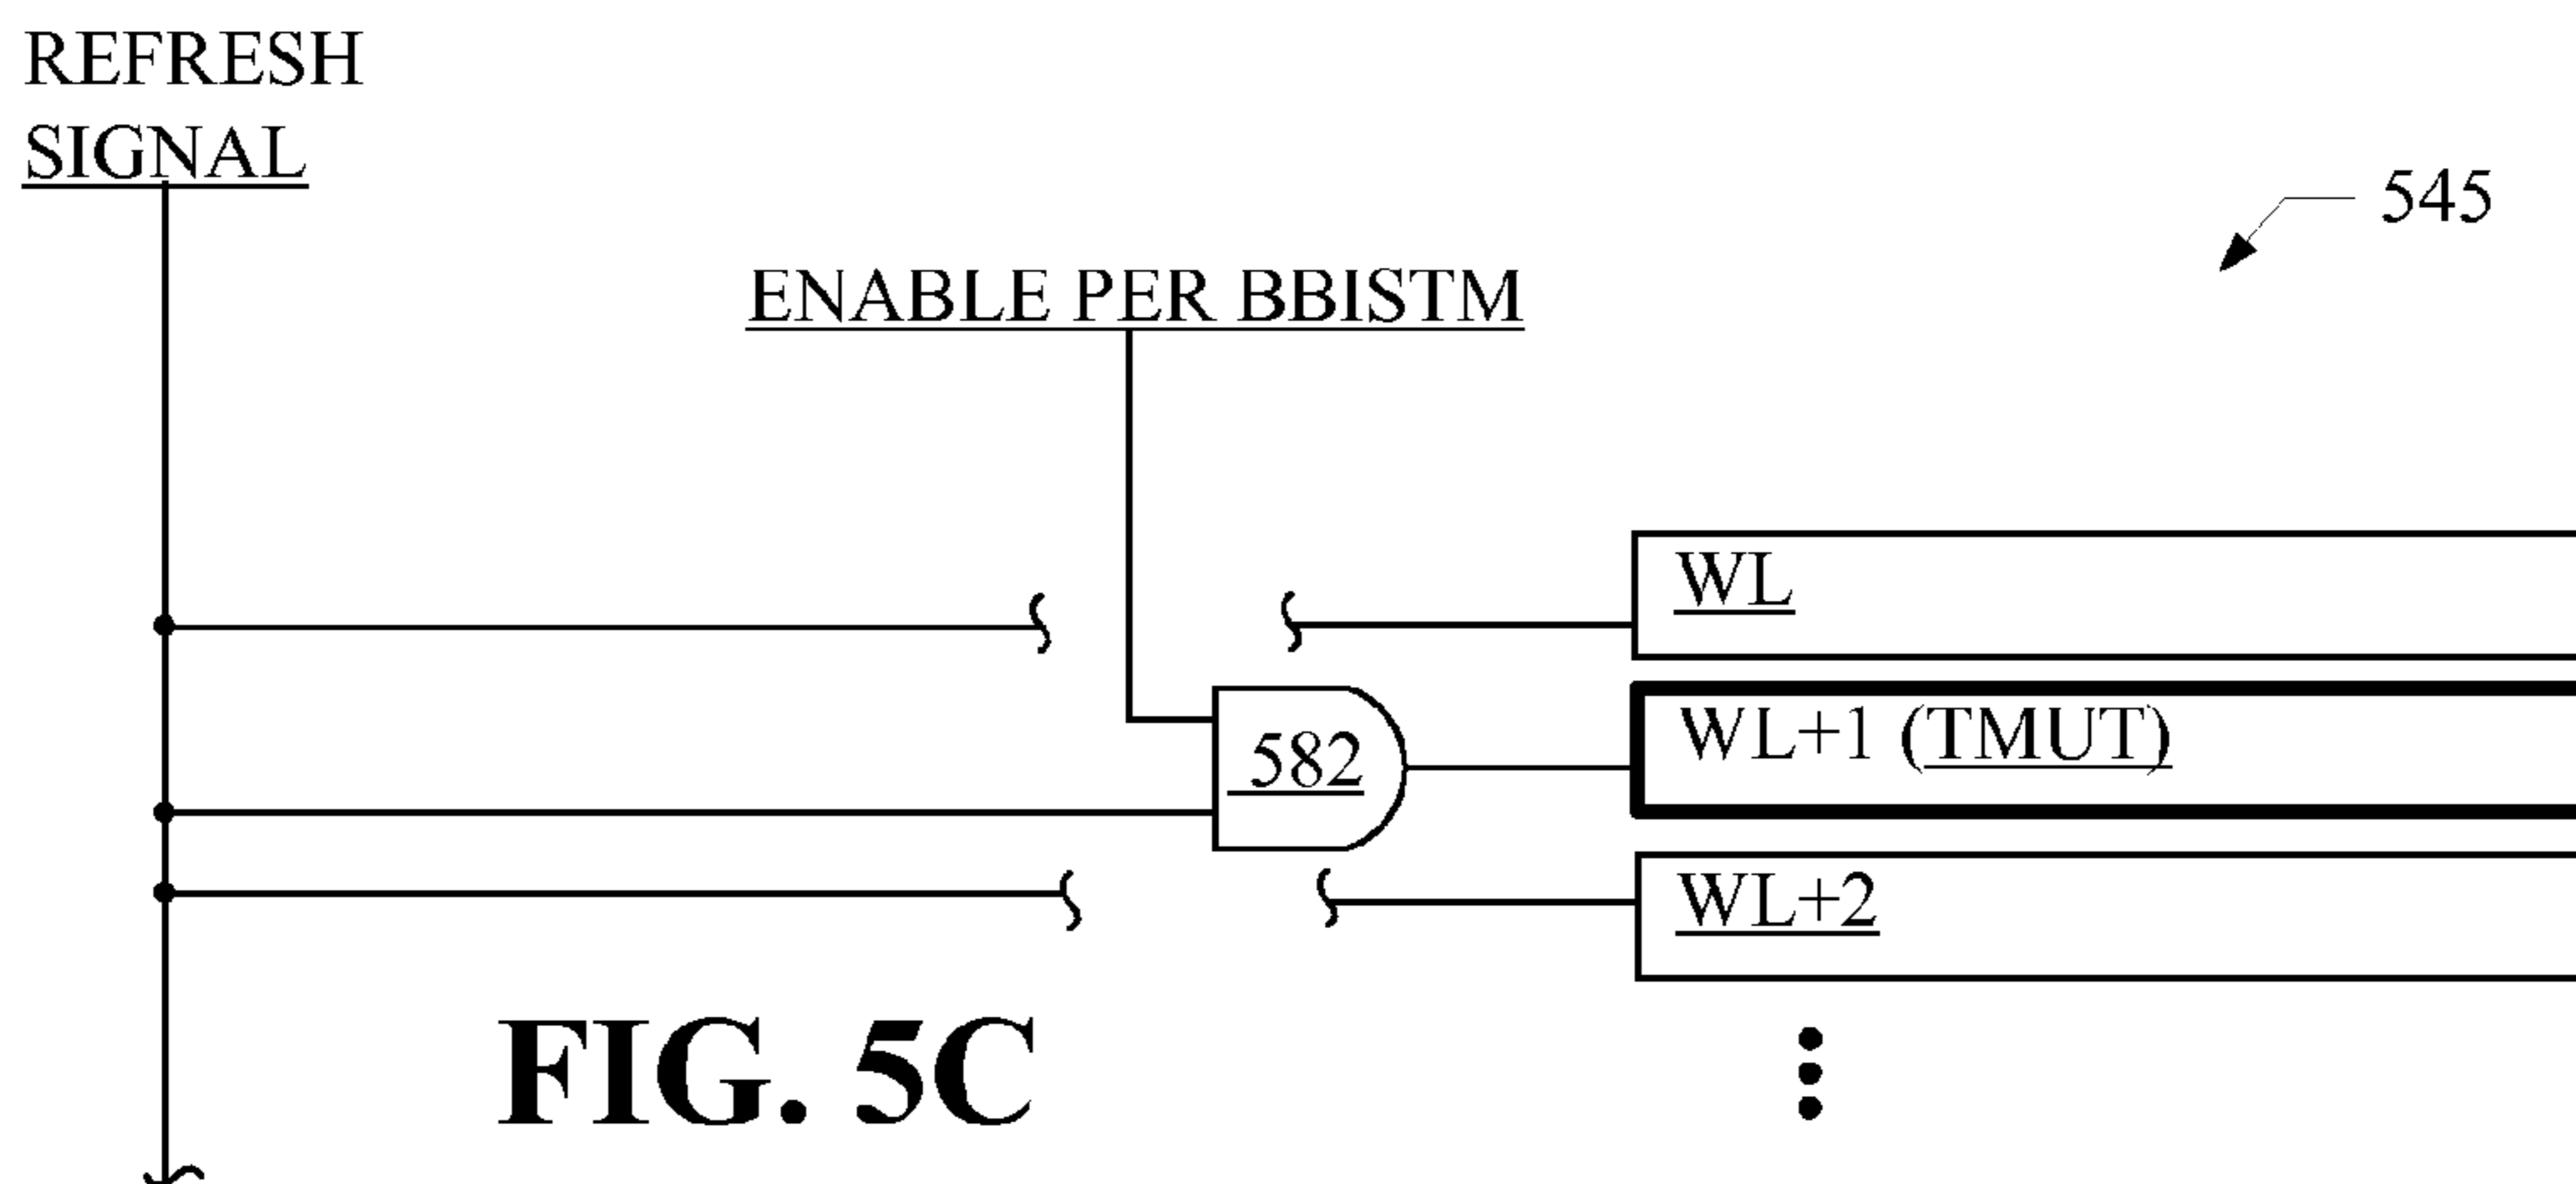 REFRESH
SIGNAL
545
ENABLE PER BBISTM
WL
582
WL+1 (TMUT)
WL+2
FIG. 5C